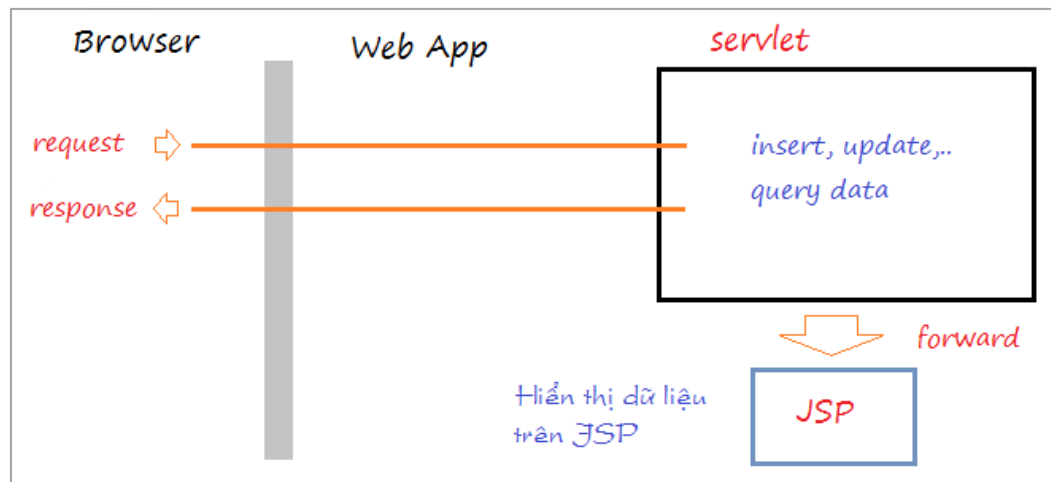 Browser
Web App
servlet
request
insert, update,..
query data
response
forward
Hiển thị dữ liệu
trên JSP
JSP